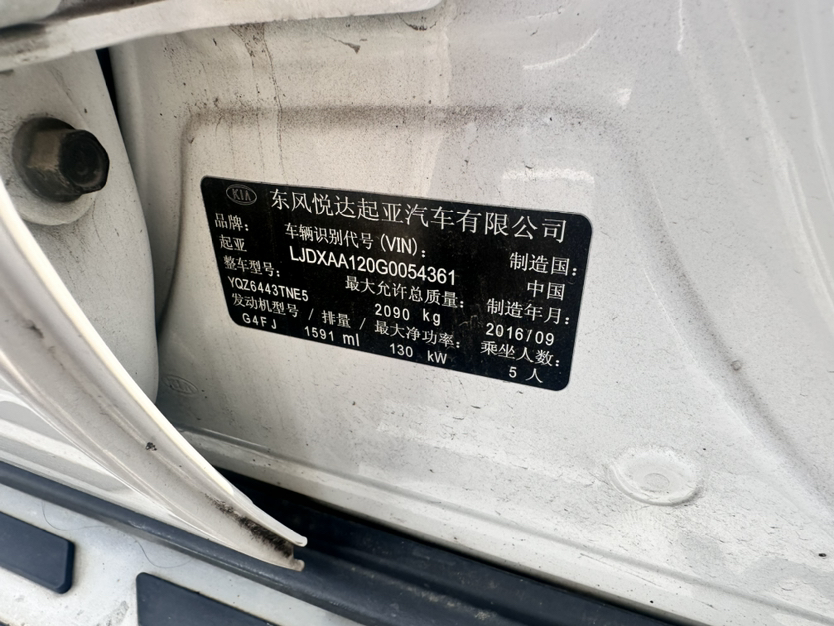 KIA 东风悦达起亚汽车有限公司
品牌： 车辆识别代号 (VIN)： 制造国：
起亚 LJDXAA120G0054361 中国
整车型号： 最大允许总质量： 制造年月：
YQZ6443TNE5 2090 kg 2016/09
发动机型号 / 排量 / 最大净功率： 乘坐人数：
G4FJ 1591 ml 130 kW 5 人